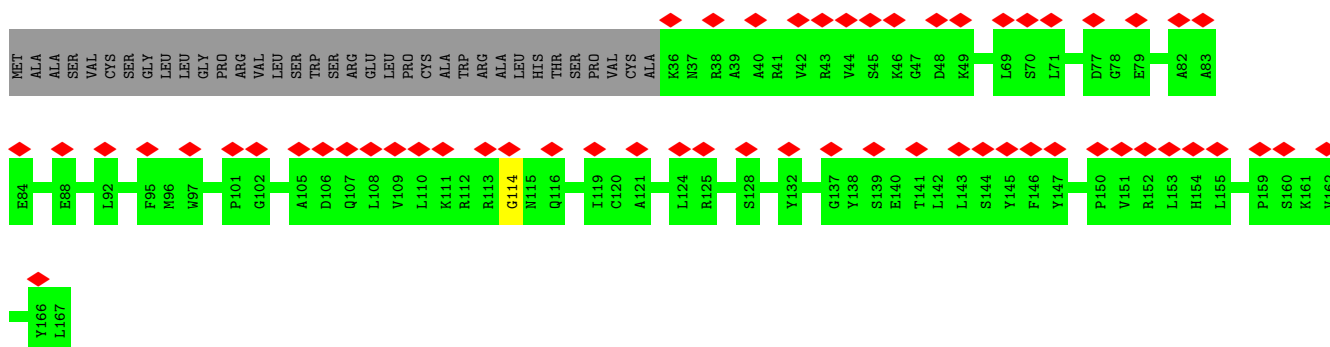 MET ALA ALA SER VAL CYS SER GLY LEU LEU GLY PRO ARG VAL LEU SER TRP SER ARG GLU LEU PRO CYS ALA TRP ARG ALA LEU HIS THR SER PRO VAL CYS ALA K36 N37 R38 A39 A40 R41 V42 R43 V44 S45 K46 G47 D48 K49 L69 S70 L71 D77 G78 E79 A82 A83
E84 E88 L92 F95 M96 W97 P101 G102 A105 D106 Q107 L108 V109 L110 K111 R112 R113 G114 N115 Q116 I119 C120 A121 L124 R125 S128 Y132 G137 Y138 S139 E140 T141 L142 L143 S144 Y145 F146 Y147 P150 V151 R152 L153 H154 L155 P159 S160 K161
Y166 L167